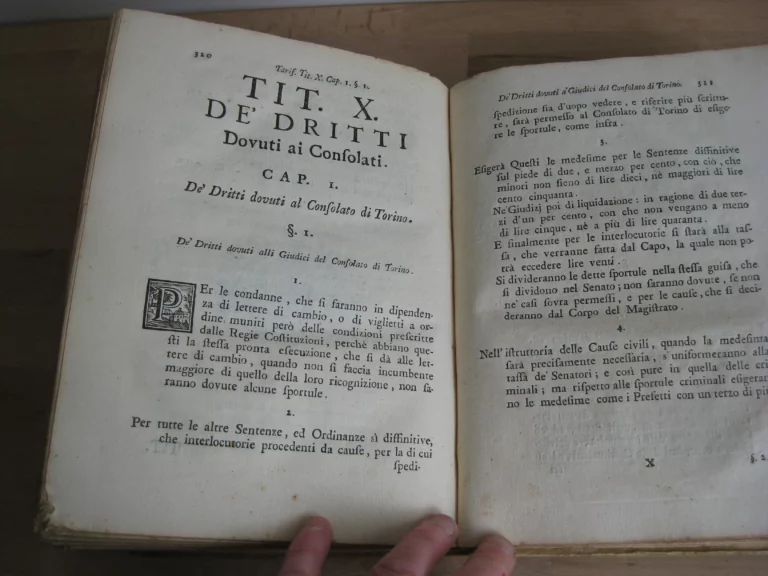 320
Tarif. Tit. X. Cap. 1. §. 1.
TIT. X.
DE' DRITTI
Dovuti ai Consolati.
CAP. I.
De' Dritti dovuti al Consolato di Torino.
§. I.
De' Dritti dovuti alli Giudici del Consolato di Torino.
1.
PEr le condanne, che si faranno in dipenden-
za di lettere di cambio, o di viglietti a or-
dine, muniti però delle condizioni prescritte
dalle Regie Costituzioni, perchè abbiano que-
sti la stessa pronta esecuzione, che si dà alle let-
tere di cambio, quando non si faccia incumbente
maggiore di quello della loro ricognizione, non sa-
ranno dovute alcune sportule.
2.
Per tutte le altre Sentenze, ed Ordinanze sì diffinitive,
che interlocutorie procedenti da cause, per la di cui
spedi-
De' Dritti dovuti a' Giudici del Consolato di Torino. 321
spedizione sia d'uopo vedere, e riferire più scrittu-
re, sarà permesso al Consolato di Torino di esige-
re le sportule, come infra.
3.
Esigerà Questi le medesime per le Sentenze diffinitive
sul piede di due, e mezzo per cento, con ciò, che
minori non sieno di lire dieci, nè maggiori di lire
cento cinquanta.
Ne' Giudizj poi di liquidazione: in ragione di due ter-
zi d'un per cento, con che non vengano a meno
di lire cinque, nè a più di lire quaranta.
E finalmente per le interlocutorie si starà alla tas-
sa, che verranne fatta dal Capo, la quale non po-
trà eccedere lire venti.
Si divideranno le dette sportule nella stessa guisa, che
si dividono nel Senato; non saranno dovute, se non
ne' casi sovra permessi, e per le cause, che si deci-
deranno dal Corpo del Magistrato.
4.
Nell' istruttoria delle Cause civili, quando la medesima
sarà precisamente necessaria, s'uniformeranno alla
tassa de' Senatori; e così pure in quella delle cri-
minali; ma rispetto alle sportule criminali esigeran-
no le medesime come i Prefetti con un terzo di più
X
§. 2